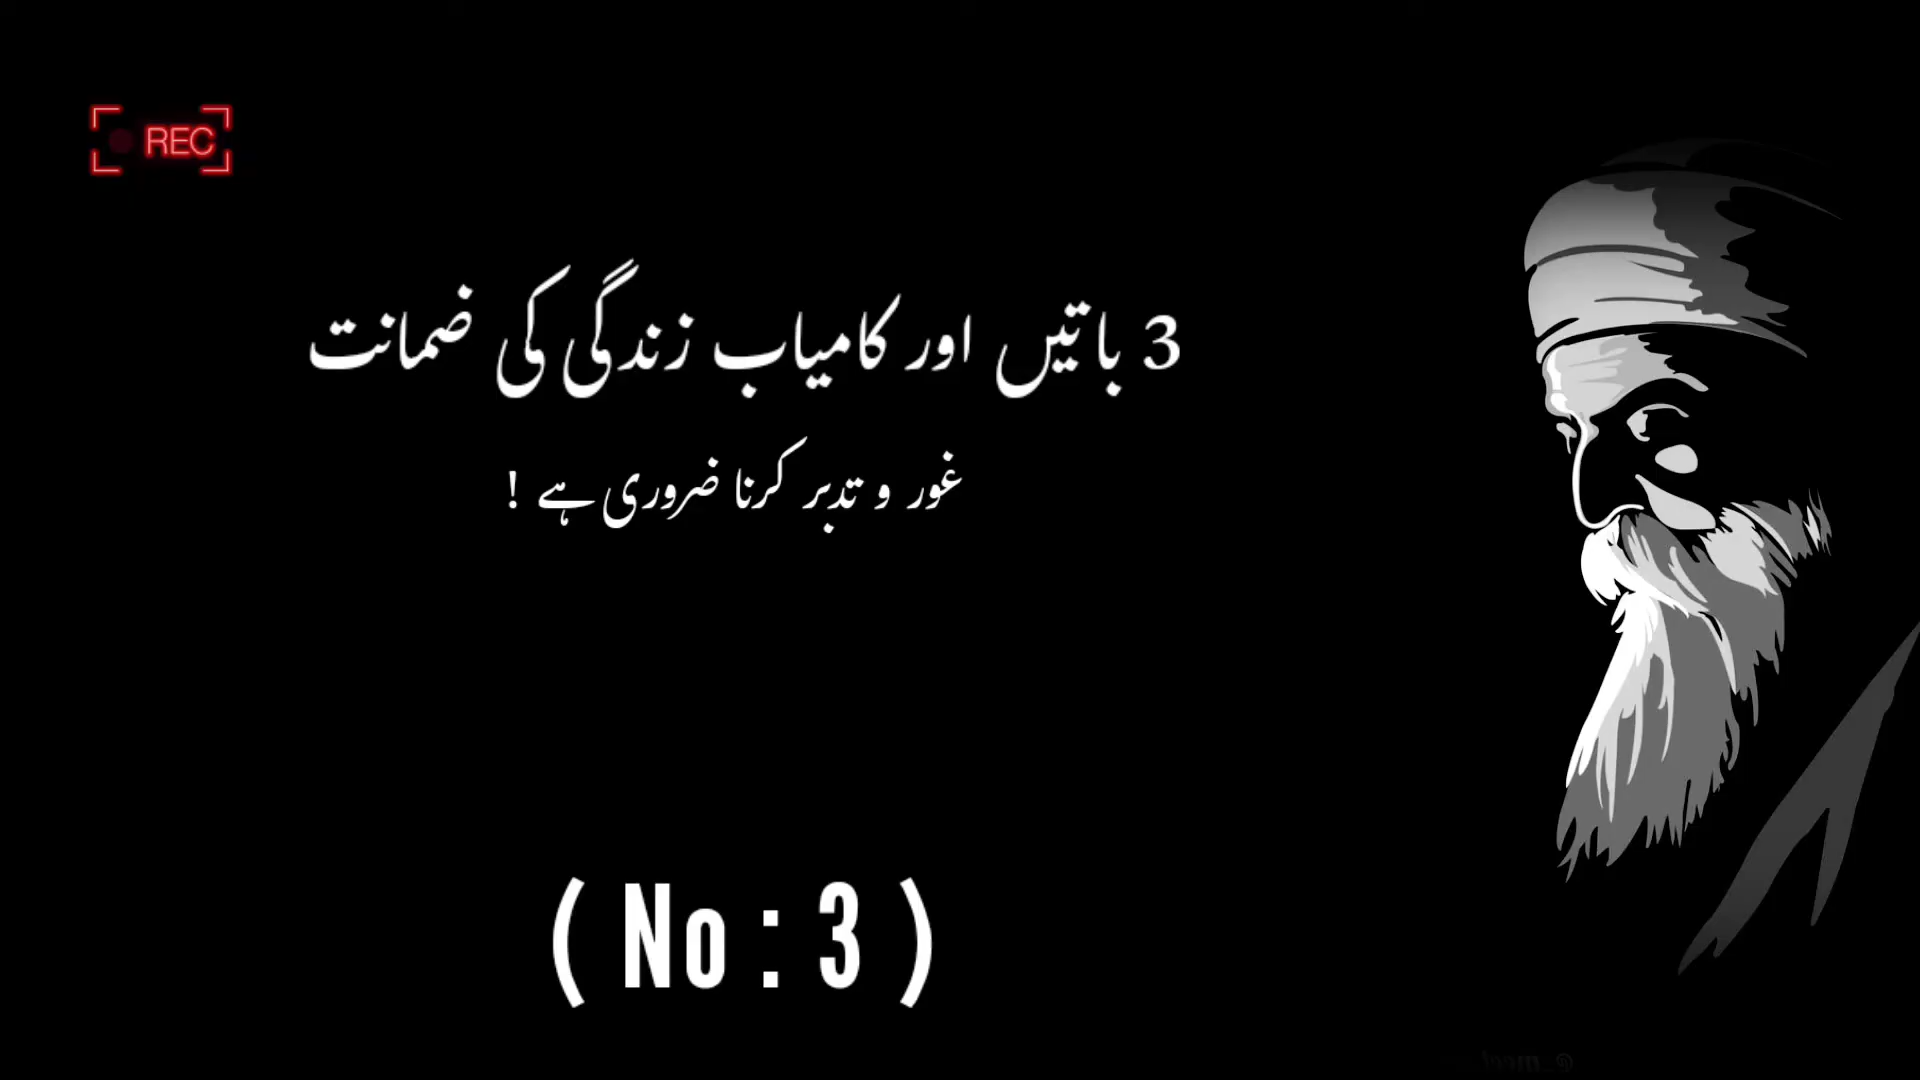 REC
3 باتیں اور کامیاب زندگی کی ضمانت
غور و تدبر کرنا ضروری ہے !
( No : 3 )